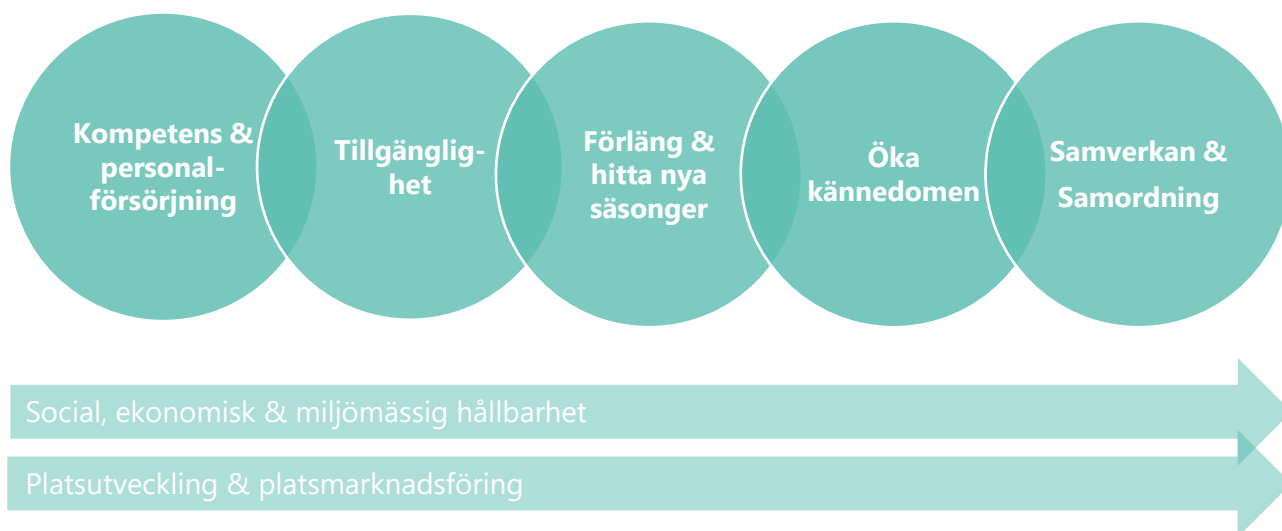 Kompetens &
personal-
försörjning
Tillgänglig-
het
Förläng &
hitta nya
säsonger
Öka
kännedomen
Samverkan &
Samordning
Social, ekonomisk & miljömässig hållbarhet
Platsutveckling & platsmarknadsföring